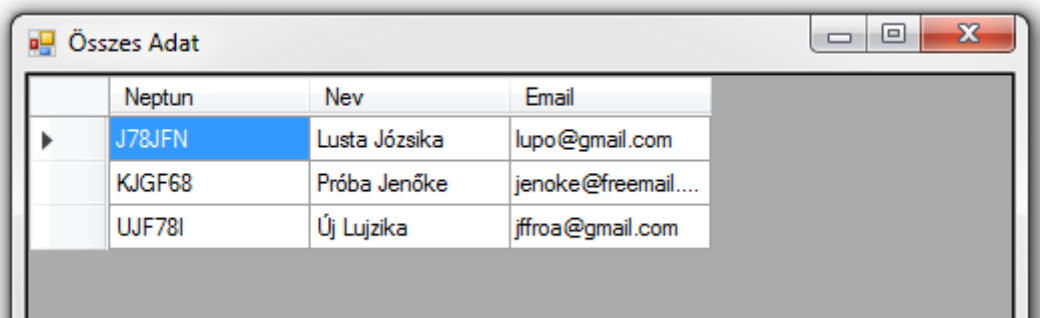 Összes Adat
Neptun Nev Email
J78JFN Lusta Józsika lupo@gmail.com
KJGF68 Próba Jenőke jenoke@freemail....
UJF78I Új Lujzika jffroa@gmail.com